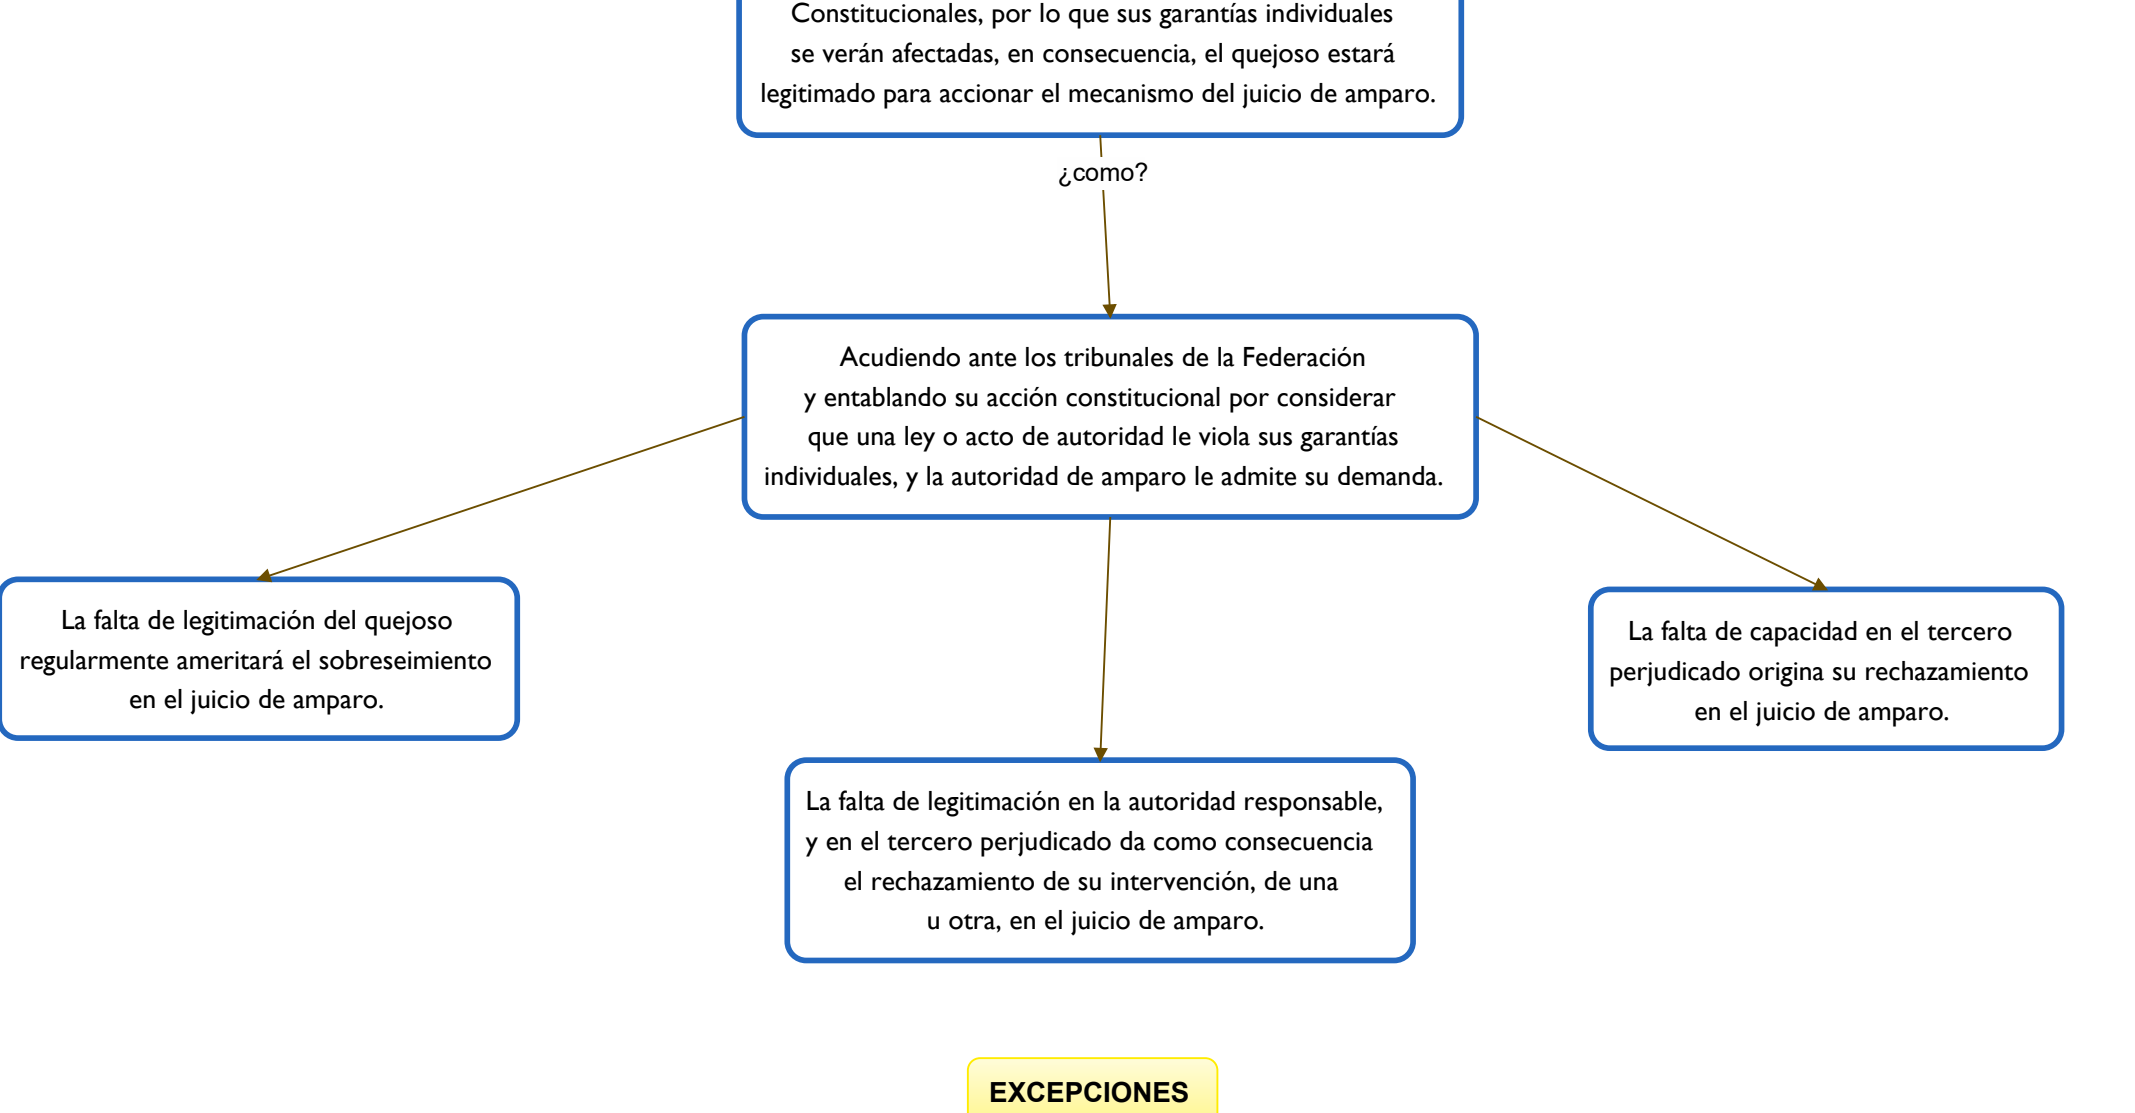 Constitucionales, por lo que sus garantías individuales
se verán afectadas, en consecuencia, el quejoso estará
legitimado para accionar el mecanismo del juicio de amparo.
¿como?
Acudiendo ante los tribunales de la Federación
y entablando su acción constitucional por considerar
que una ley o acto de autoridad le viola sus garantías
individuales, y la autoridad de amparo le admite su demanda.
La falta de legitimación del quejoso
regularmente ameritará el sobreseimiento
en el juicio de amparo.
La falta de capacidad en el tercero
perjudicado origina su rechazamiento
en el juicio de amparo.
La falta de legitimación en la autoridad responsable,
y en el tercero perjudicado da como consecuencia
el rechazamiento de su intervención, de una
u otra, en el juicio de amparo.
EXCEPCIONES